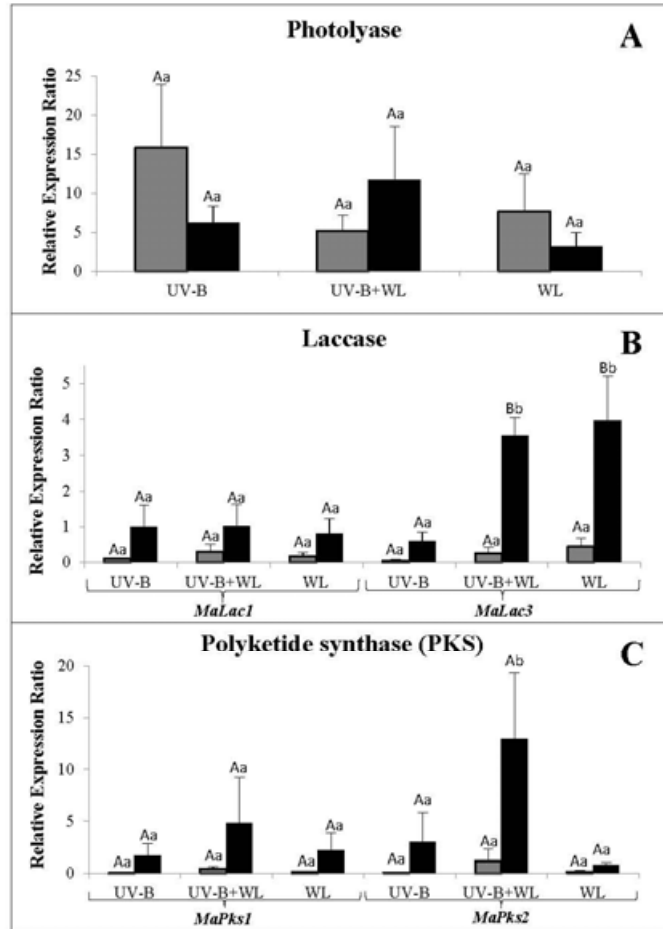 Photolyase
A
Relative Expression Ratio
25
20
15
10
5
0
Aa
Aa
Aa
Aa
Aa
Aa
UV-B
UV-B+WL
WL
Laccase
B
Relative Expression Ratio
5
4
3
2
1
0
Aa
Aa
Aa
Aa
Aa
Aa
Aa
Aa
Aa
Bb
Aa
Bb
UV-B
UV-B+WL
WL
UV-B
UV-B+WL
WL
MaLac1
MaLac3
Polyketide synthase (PKS)
C
Relative Expression Ratio
20
15
10
5
0
Aa
Aa
Aa
Aa
Aa
Aa
Aa
Aa
Aa
Ab
Aa
Aa
UV-B
UV-B+WL
WL
UV-B
UV-B+WL
WL
MaPks1
MaPks2